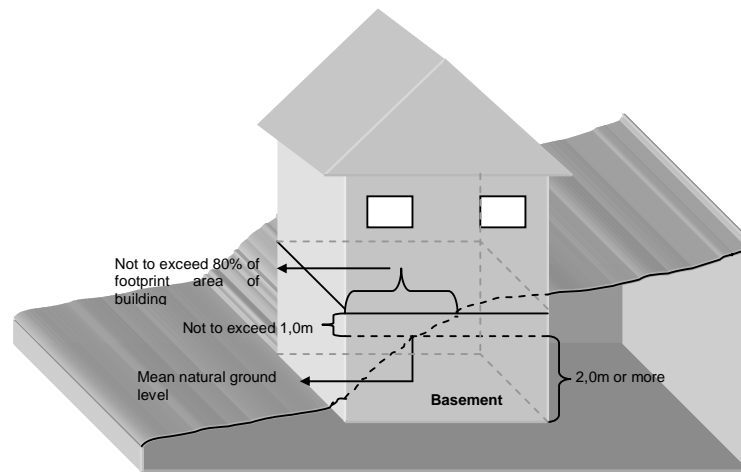 Not to exceed 80% of
footprint area of
building
Not to exceed 1,0m
Mean natural ground
level
Basement
2,0m or more